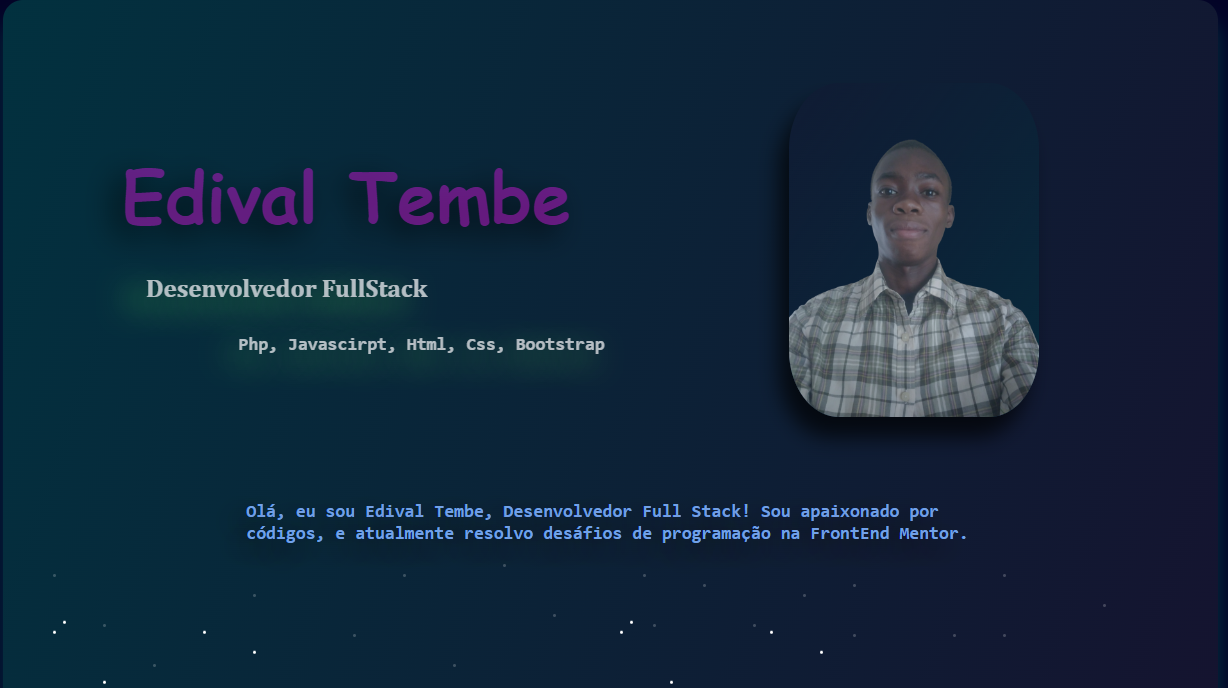 Edival Tembe
Desenvolvedor FullStack
Php, Javascirpt, Html, Css, Bootstrap
Olá, eu sou Edival Tembe, Desenvolvedor Full Stack! Sou apaixonado por
códigos, e atualmente resolvo desáfios de programação na FrontEnd Mentor.